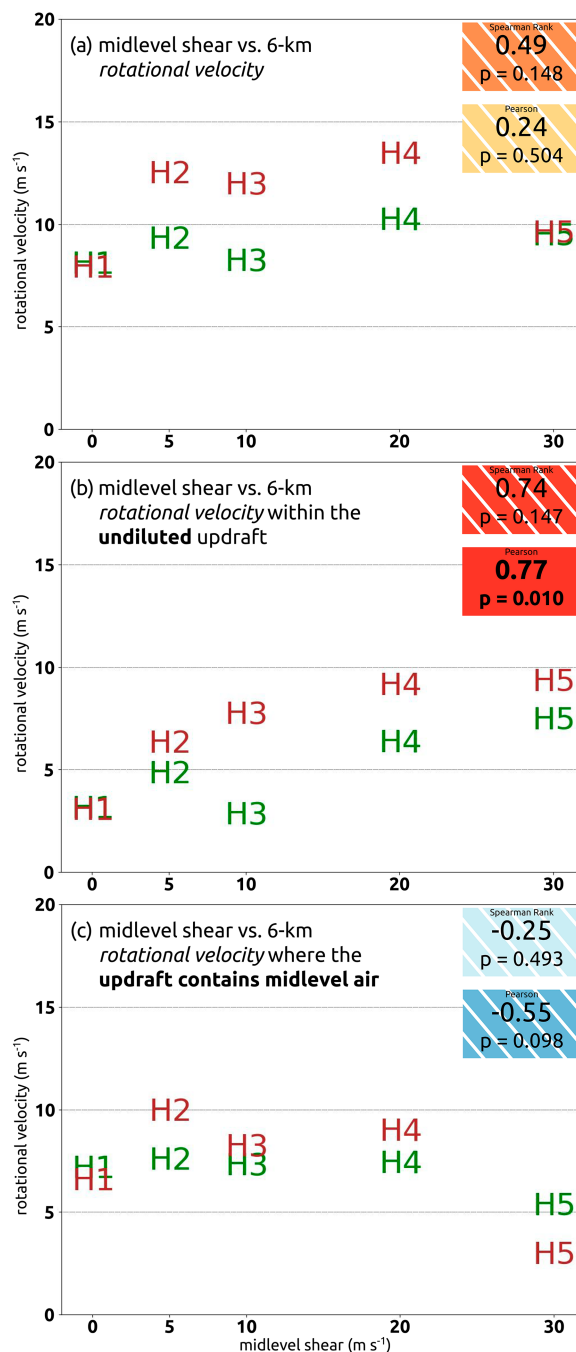 20
(a) midlevel shear vs. 6-km
rotational velocity
Spearman Rank
0.49
p = 0.148
Pearson
0.24
p = 0.504
15
10
5
0
rotational velocity (m s⁻¹)
H1
H1
H2
H2
H3
H3
H4
H4
H5
H5
0 5 10 20 30
20
(b) midlevel shear vs. 6-km
rotational velocity within the
undiluted updraft
Spearman Rank
0.74
p = 0.147
Pearson
0.77
p = 0.010
15
10
5
0
rotational velocity (m s⁻¹)
H1
H1
H2
H2
H3
H3
H4
H4
H5
H5
0 5 10 20 30
20
(c) midlevel shear vs. 6-km
rotational velocity where the
updraft contains midlevel air
Spearman Rank
-0.25
p = 0.493
Pearson
-0.55
p = 0.098
15
10
5
0
rotational velocity (m s⁻¹)
H1
H1
H2
H2
H3
H3
H4
H4
H5
H5
0 5 10 20 30
midlevel shear (m s⁻¹)